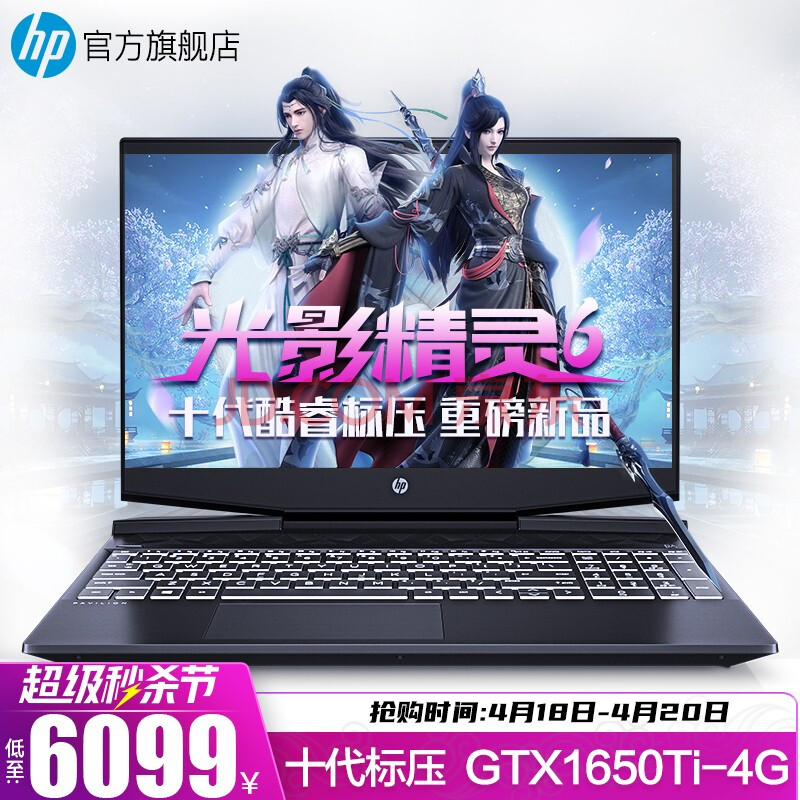 hp 官方旗舰店
光影精灵6
十代酷睿标压 重磅新品
hp
PAVILION
超级秒杀节
抢购时间:4月18日-4月20日
低至:6099¥
十代标压 GTX1650Ti-4G